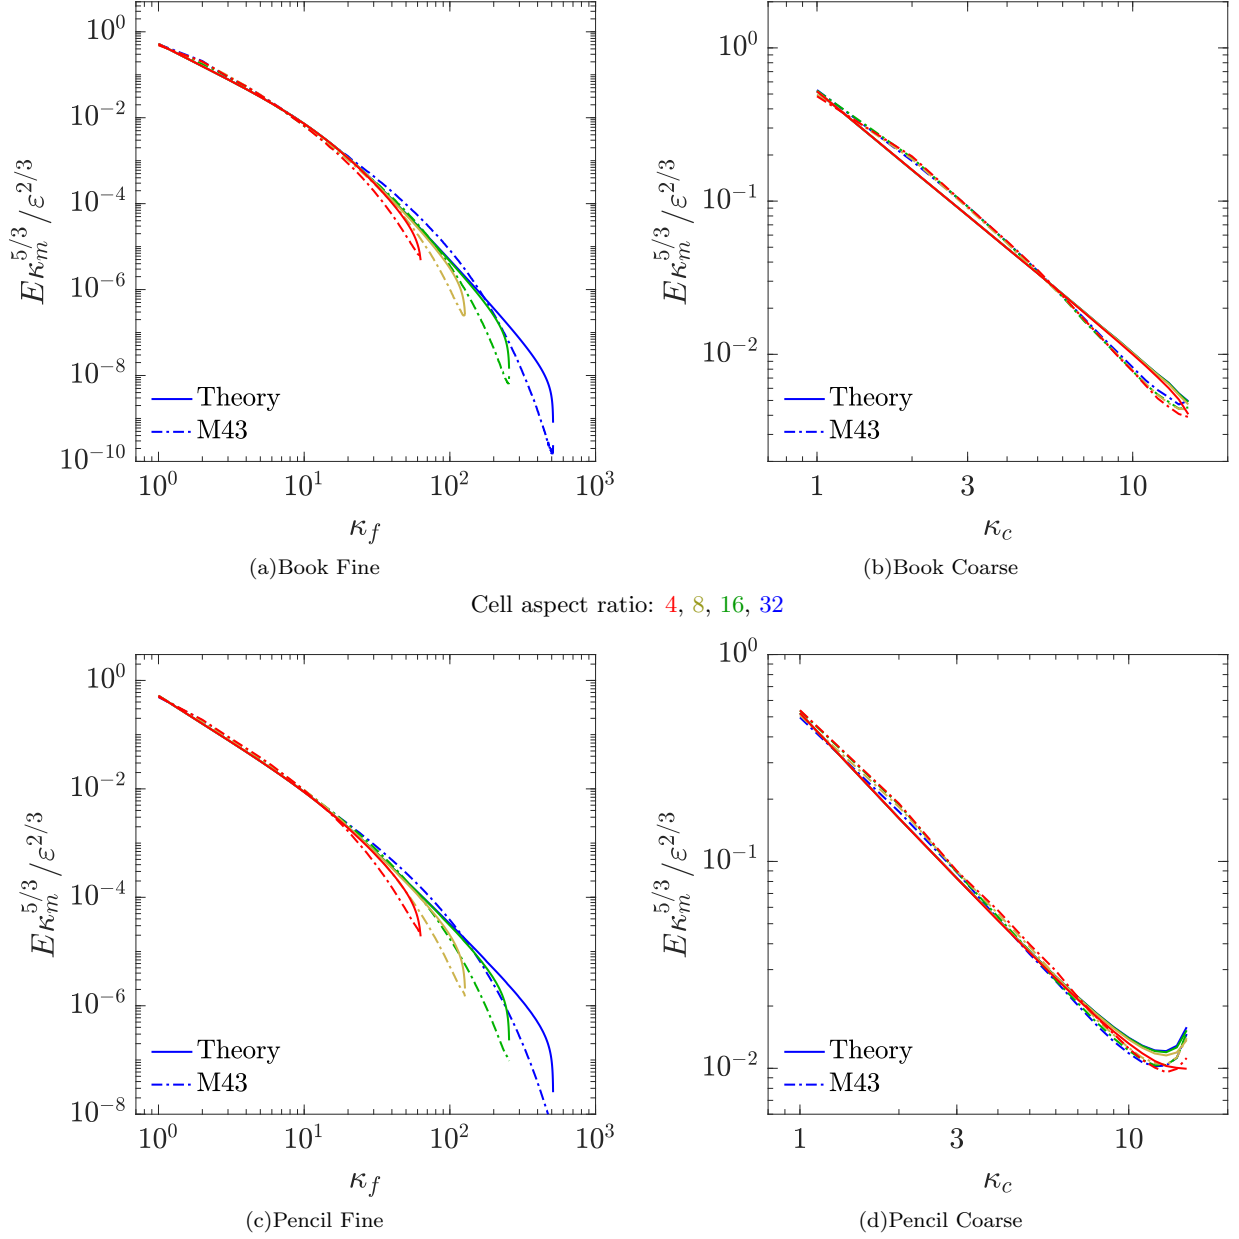 10^0
10^{-2}
10^{-4}
10^{-6}
10^{-8}
10^{-10}
Eκ_m^{5/3}/ε^{2/3}
Theory
M43
10^0 10^1 10^2 10^3
κ_f
(a)Book Fine
10^0
10^{-1}
10^{-2}
Eκ_m^{5/3}/ε^{2/3}
Theory
M43
1 3 10
κ_c
(b)Book Coarse
Cell aspect ratio: 4, 8, 16, 32
10^0
10^{-2}
10^{-4}
10^{-6}
10^{-8}
Eκ_m^{5/3}/ε^{2/3}
Theory
M43
10^0 10^1 10^2 10^3
κ_f
(c)Pencil Fine
10^0
10^{-1}
10^{-2}
Eκ_m^{5/3}/ε^{2/3}
Theory
M43
1 3 10
κ_c
(d)Pencil Coarse